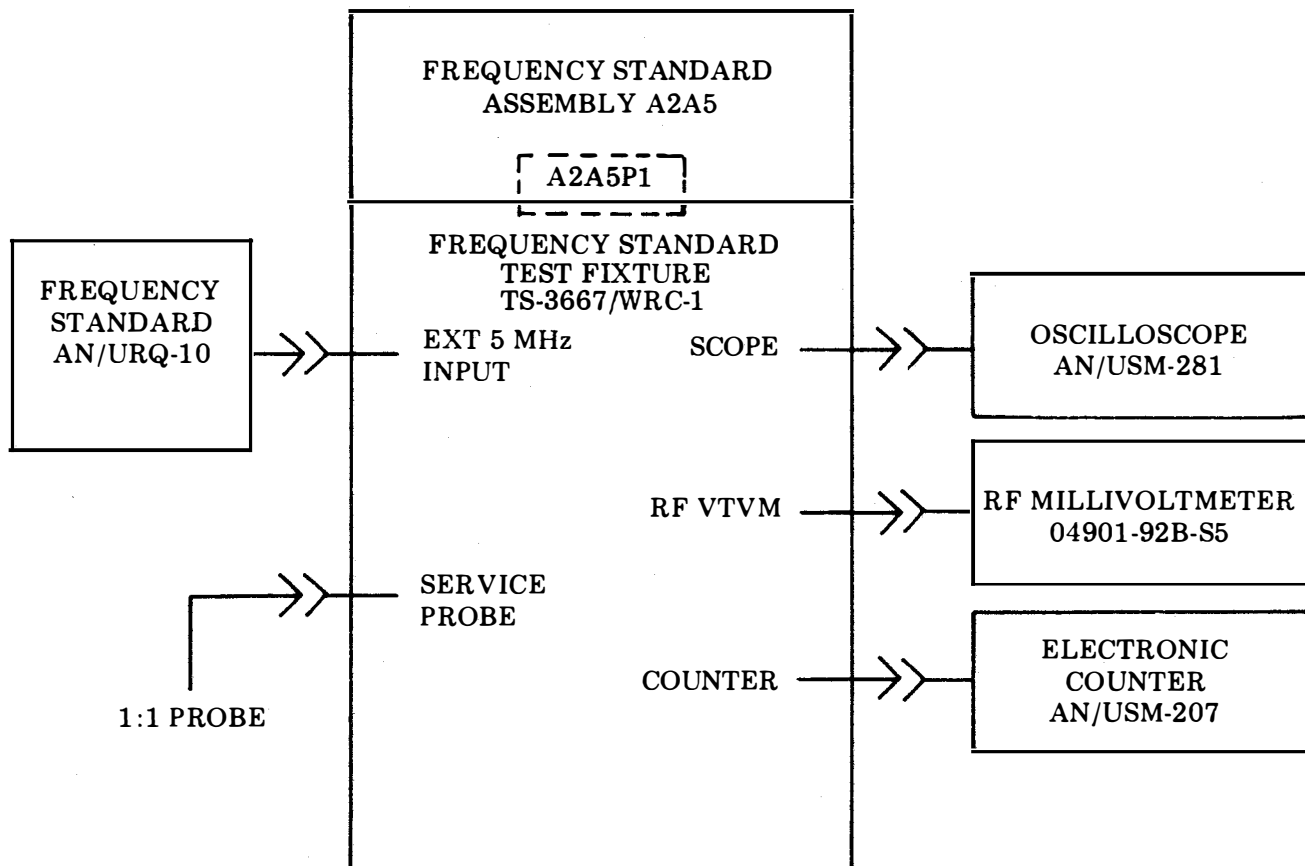 FREQUENCY STANDARD
ASSEMBLY A2A5
A2A5P1
FREQUENCY STANDARD
TEST FIXTURE
TS-3667/WRC-1
FREQUENCY
STANDARD
AN/URQ-10
EXT 5 MHz
INPUT
SCOPE
OSCILLOSCOPE
AN/USM-281
RF VTVM
RF MILLIVOLTMETER
04901-92B-S5
SERVICE
PROBE
1:1 PROBE
COUNTER
ELECTRONIC
COUNTER
AN/USM-207